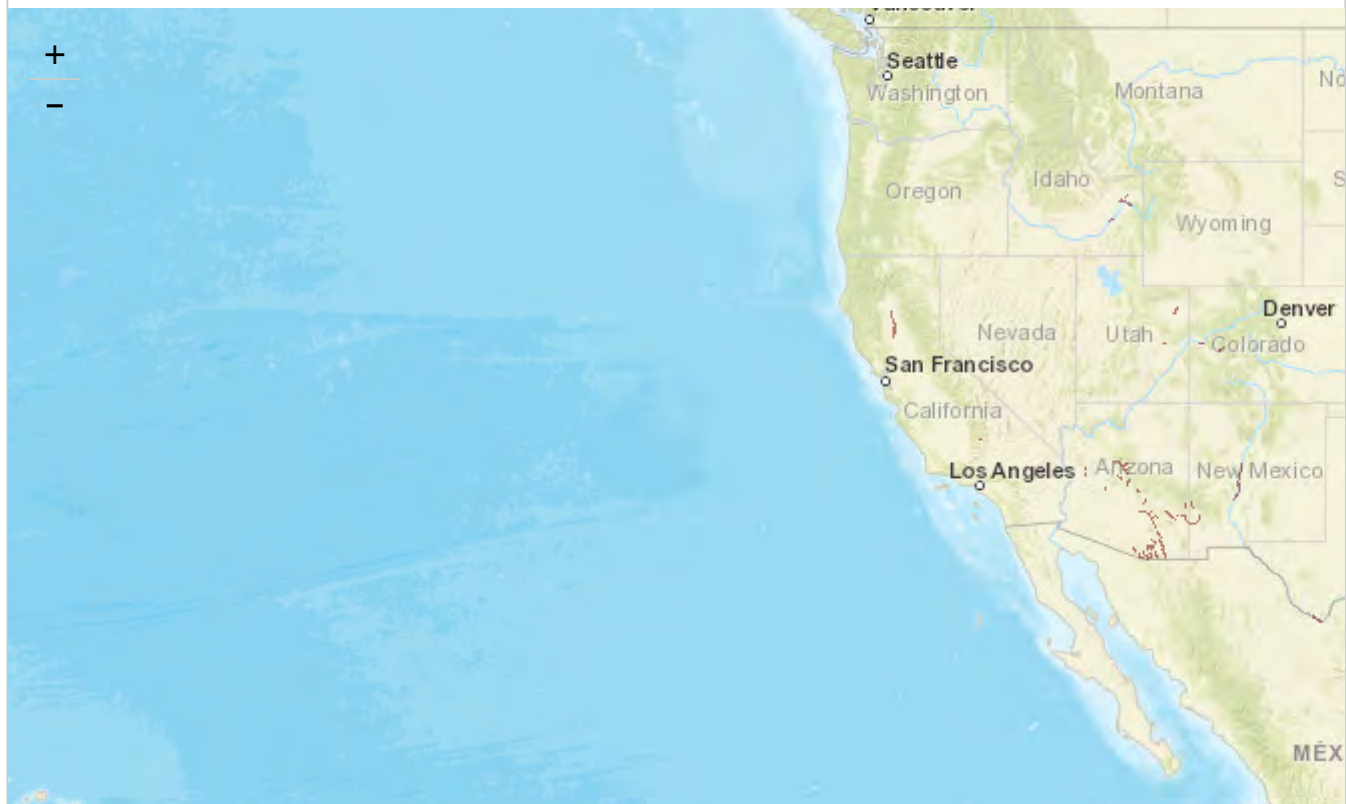 +
Seattle
−
Washington
Montana
Idaho
Oregon
Wyoming
Denver
Nevada
Utah
Colorado
San Francisco
California
Los Angeles
Arizona
New Mexico